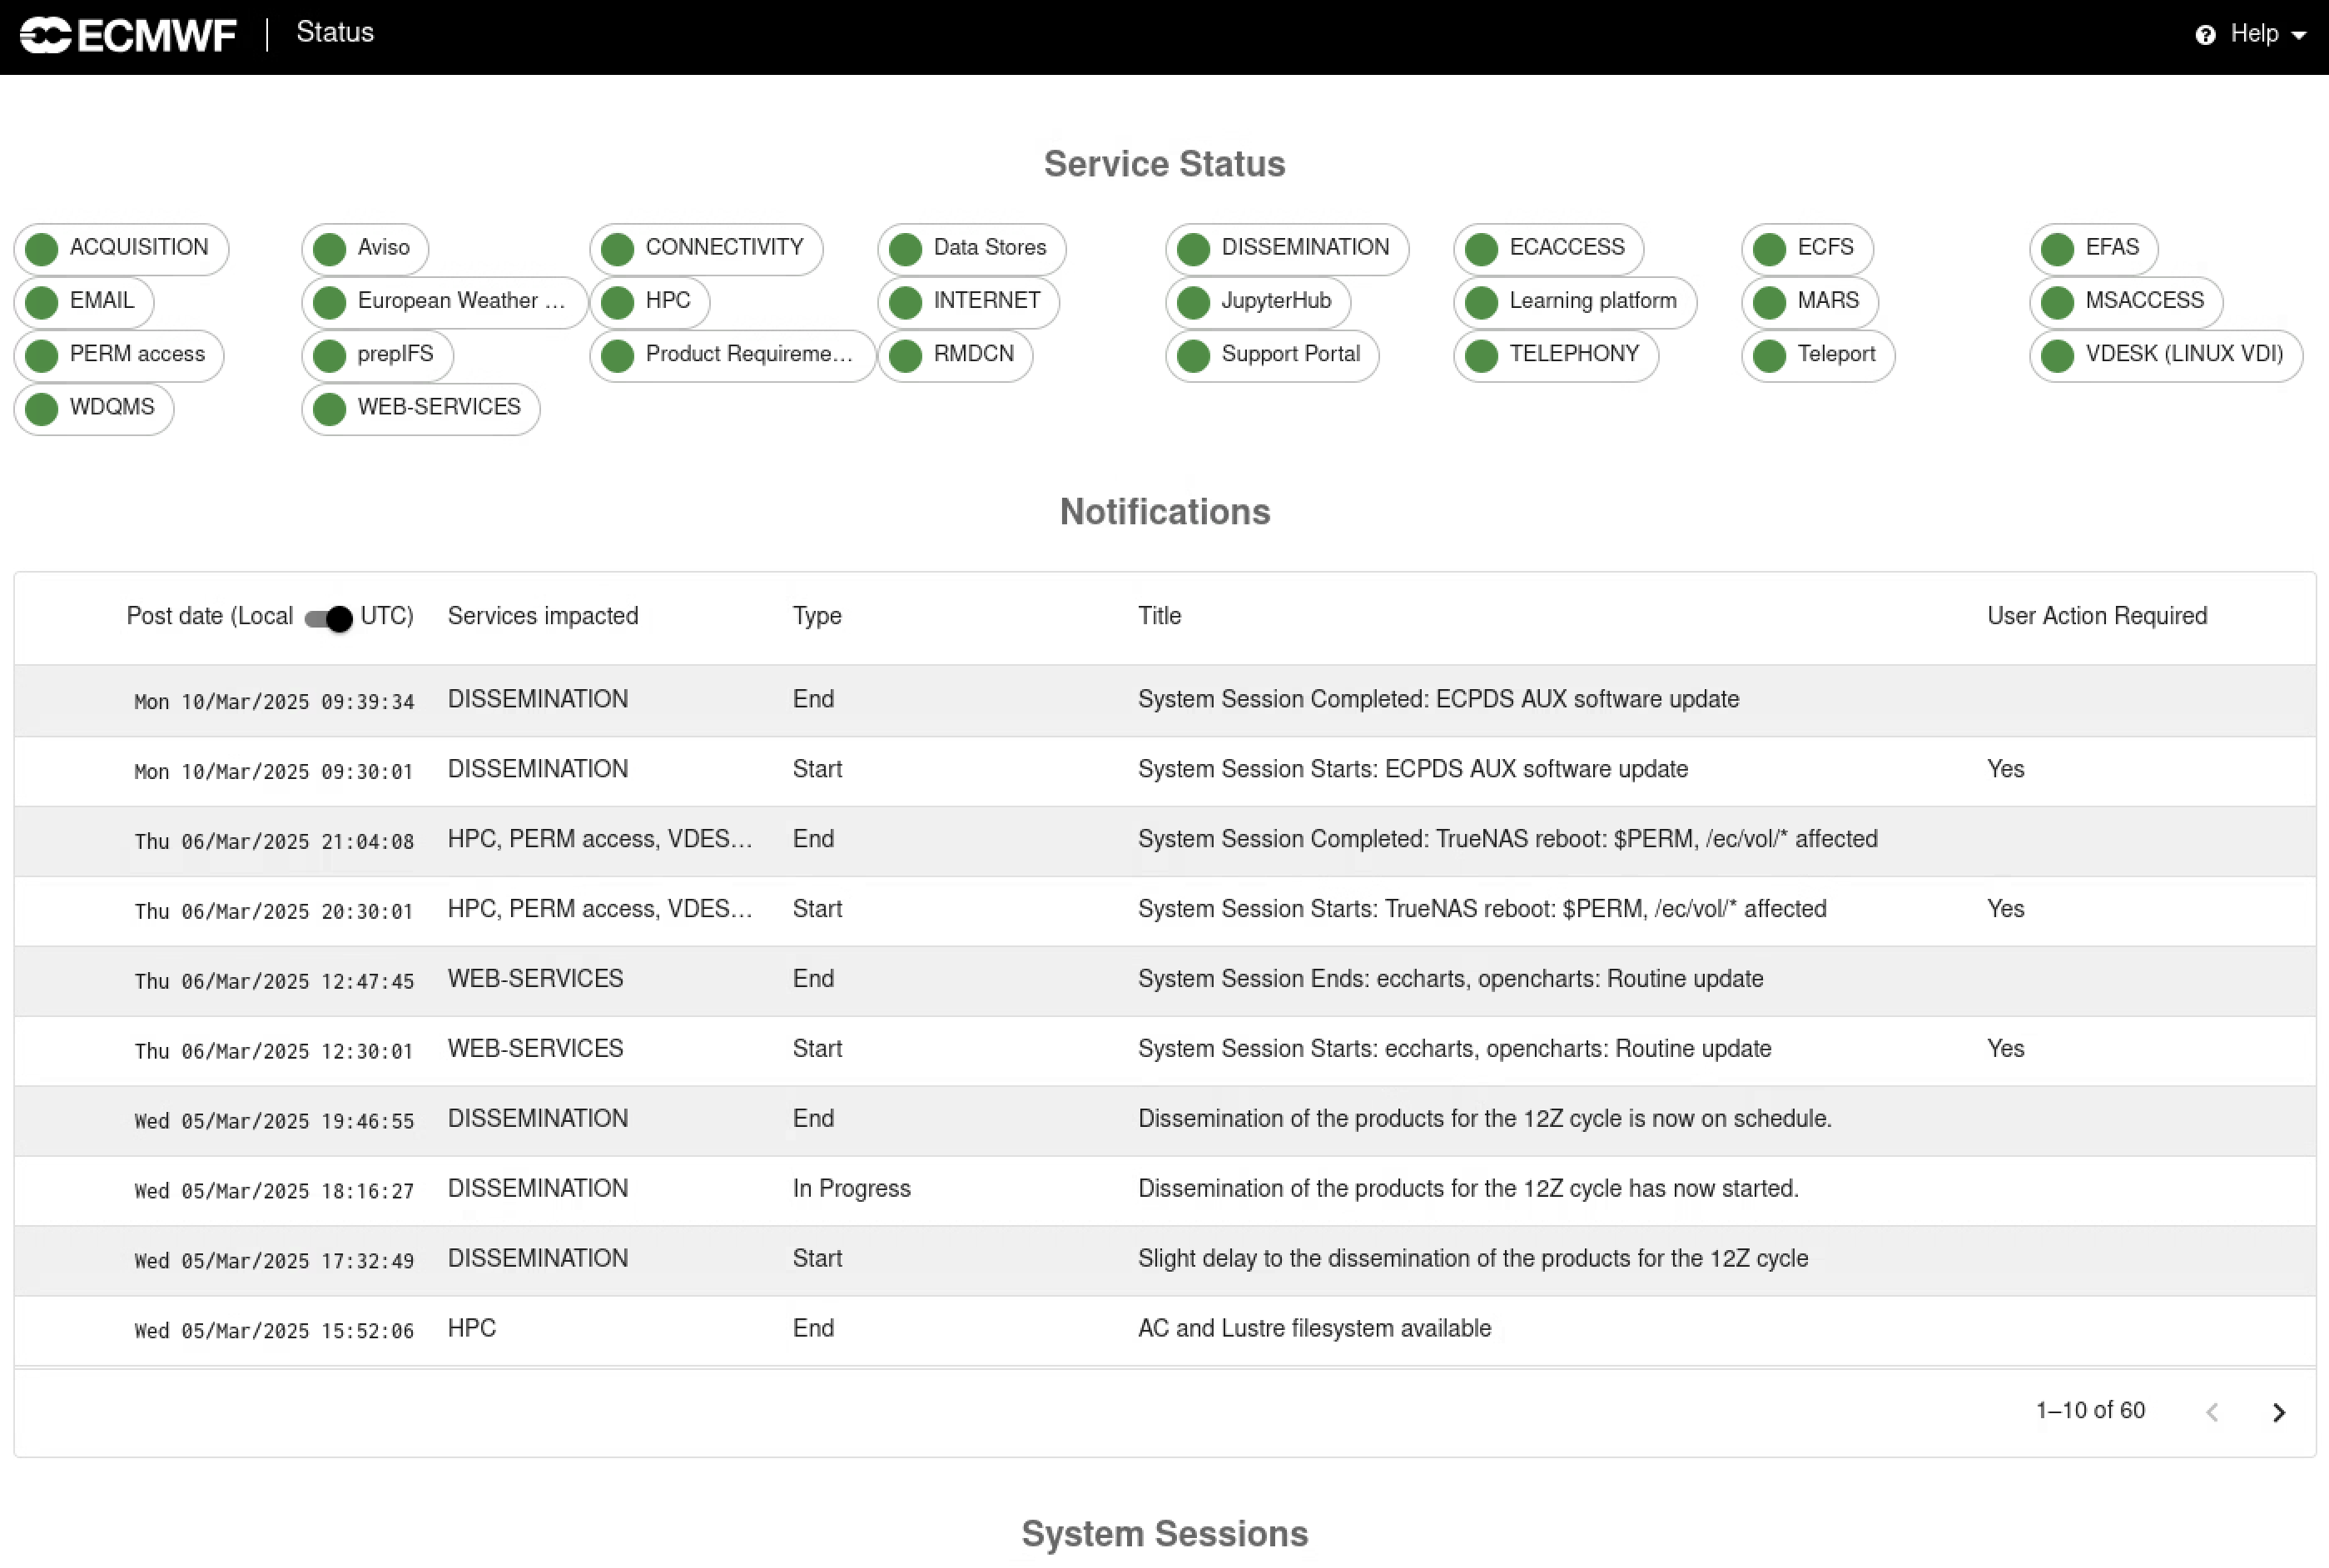 ECMWF | Status Help
Service Status
ACQUISITION Aviso CONNECTIVITY Data Stores DISSEMINATION ECACCESS ECFS EFAS
EMAIL European Weather ... HPC INTERNET JupyterHub Learning platform MARS MSACCESS
PERM access prepIFS Product Requireme... RMDCN Support Portal TELEPHONY Teleport VDESK (LINUX VDI)
WDQMS WEB-SERVICES
Notifications
Post date (Local UTC) Services impacted Type Title User Action Required
Mon 10/Mar/2025 09:39:34 DISSEMINATION End System Session Completed: ECPDS AUX software update
Mon 10/Mar/2025 09:30:01 DISSEMINATION Start System Session Starts: ECPDS AUX software update Yes
Thu 06/Mar/2025 21:04:08 HPC, PERM access, VDES... End System Session Completed: TrueNAS reboot: $PERM, /ec/vol/* affected
Thu 06/Mar/2025 20:30:01 HPC, PERM access, VDES... Start System Session Starts: TrueNAS reboot: $PERM, /ec/vol/* affected Yes
Thu 06/Mar/2025 12:47:45 WEB-SERVICES End System Session Ends: eccharts, opencharts: Routine update
Thu 06/Mar/2025 12:30:01 WEB-SERVICES Start System Session Starts: eccharts, opencharts: Routine update Yes
Wed 05/Mar/2025 19:46:55 DISSEMINATION End Dissemination of the products for the 12Z cycle is now on schedule.
Wed 05/Mar/2025 18:16:27 DISSEMINATION In Progress Dissemination of the products for the 12Z cycle has now started.
Wed 05/Mar/2025 17:32:49 DISSEMINATION Start Slight delay to the dissemination of the products for the 12Z cycle
Wed 05/Mar/2025 15:52:06 HPC End AC and Lustre filesystem available
1–10 of 60
System Sessions